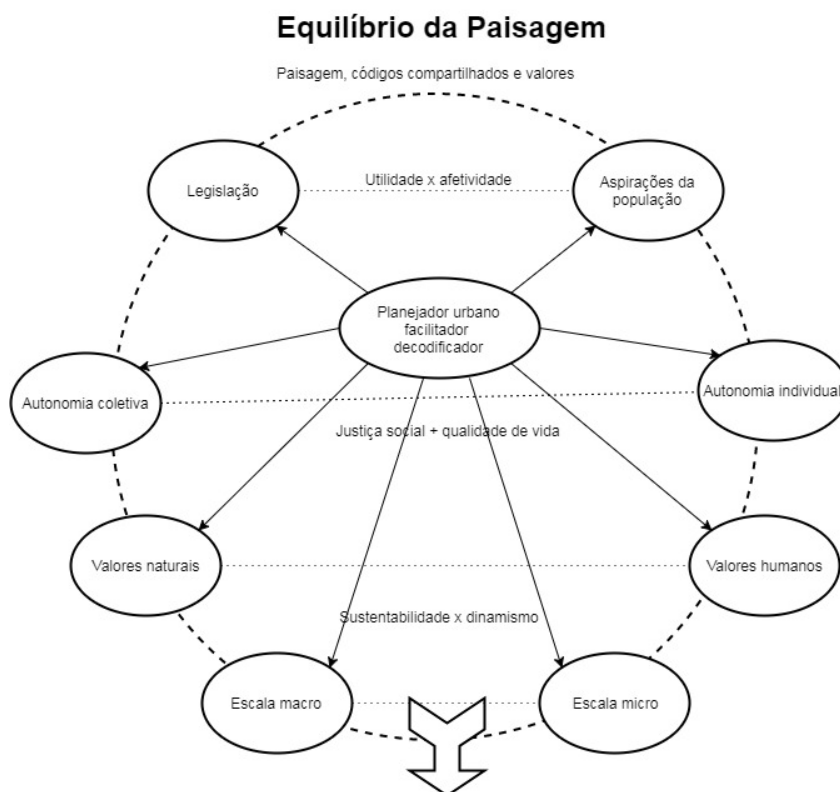 Equilíbrio da Paisagem
Paisagem, códigos compartilhados e valores
Legislação
Utilidade x afetividade
Aspirações da
população
Planejador urbano
facilitador
decodificador
Autonomia coletiva
Autonomia individual
Justiça social + qualidade de vida
Valores naturais
Valores humanos
Sustentabilidade x dinamismo
Escala macro
Escala micro